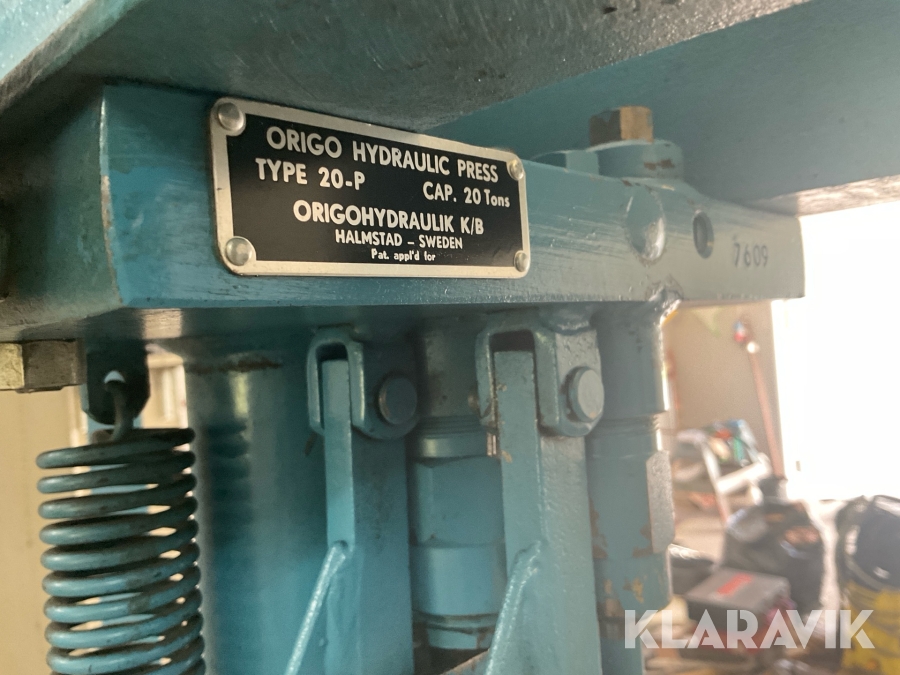 ORIGO HYDRAULIC PRESS
TYPE 20-P CAP. 20 Tons
ORIGOHYDRAULIK K/B
HALMSTAD - SWEDEN
Pat. appl'd for
7609
KLARAVIK